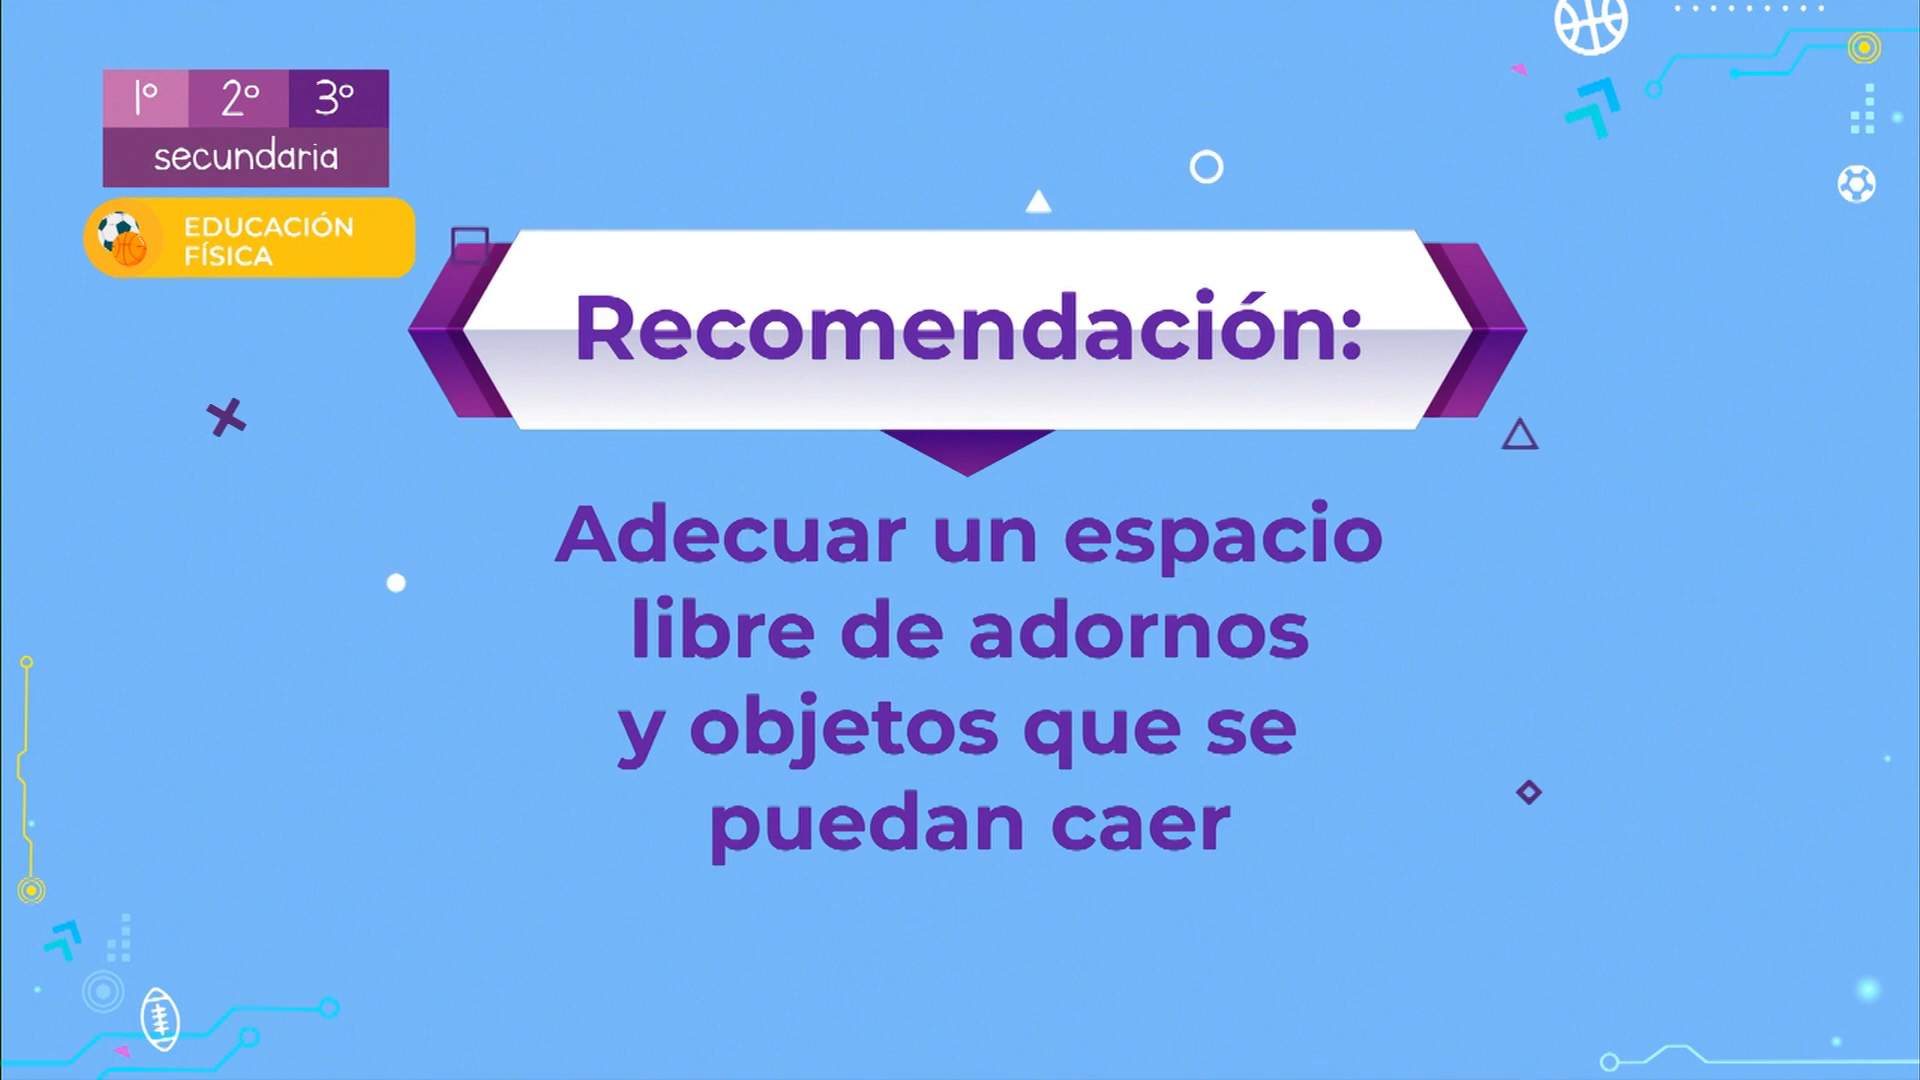 1° 2° 3°
secundaria
EDUCACIÓN
FÍSICA
Recomendación:
Adecuar un espacio
libre de adornos
y objetos que se
puedan caer